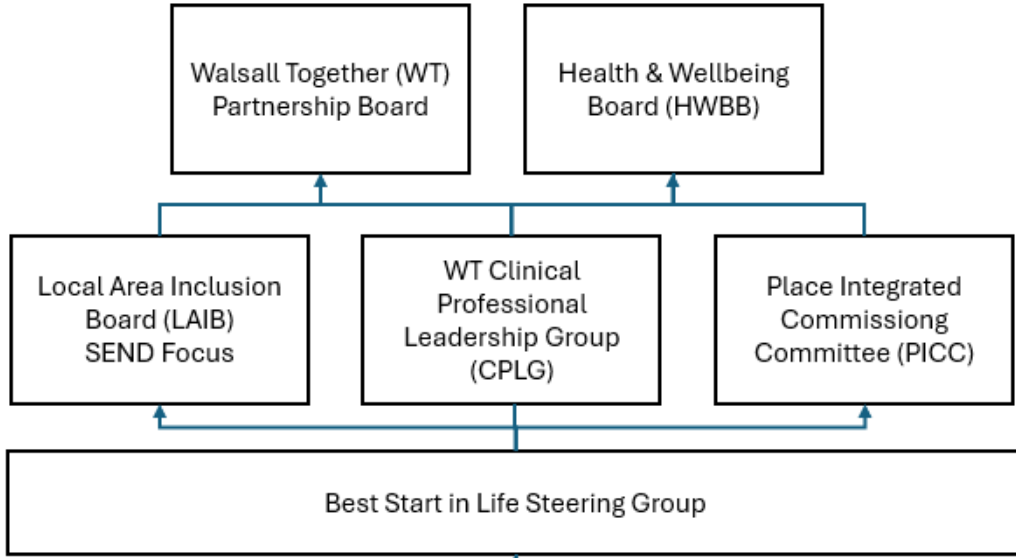 Walsall Together (WT)
Partnership Board
Health & Wellbeing
Board (HWBB)
Local Area Inclusion
Board (LAIB)
SEND Focus
WT Clinical
Professional
Leadership Group
(CPLG)
Place Integrated
Commissiong
Committee (PICC)
Best Start in Life Steering Group